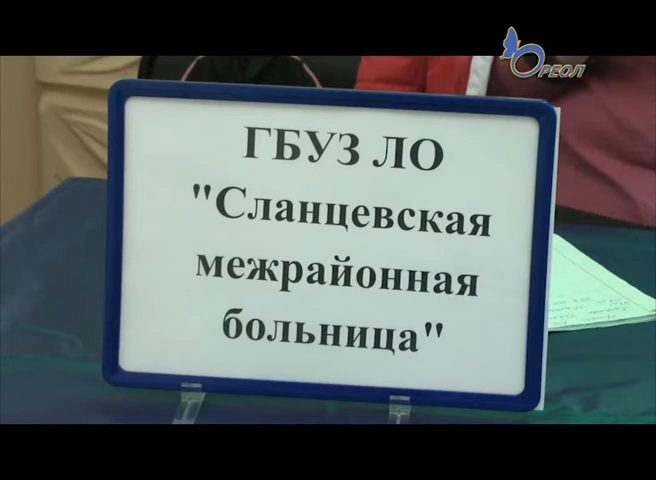 ОРЕОЛ
ГБУЗ ЛО
"Сланцевская
межрайонная
больница"